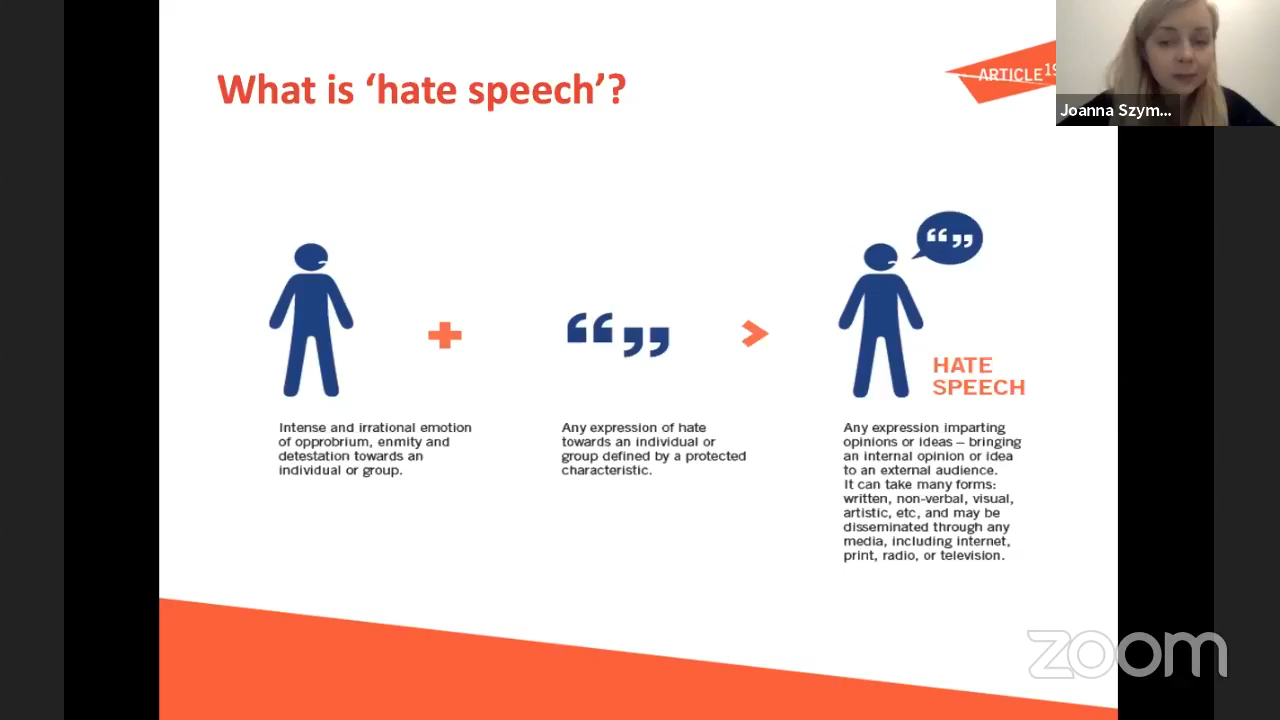 What is ‘hate speech’?
ARTICLE 19
Joanna Szym...
“ ”
“ ”
HATE
SPEECH
Intense and irrational emotion
of opprobrium, enmity and
detestation towards an
individual or group.
Any expression of hate
towards an individual or
group defined by a protected
characteristic.
Any expression imparting
opinions or ideas – bringing
an internal opinion or idea
to an external audience.
It can take many forms:
written, non-verbal, visual,
artistic, etc, and may be
disseminated through any
media, including internet,
print, radio, or television.
zoom